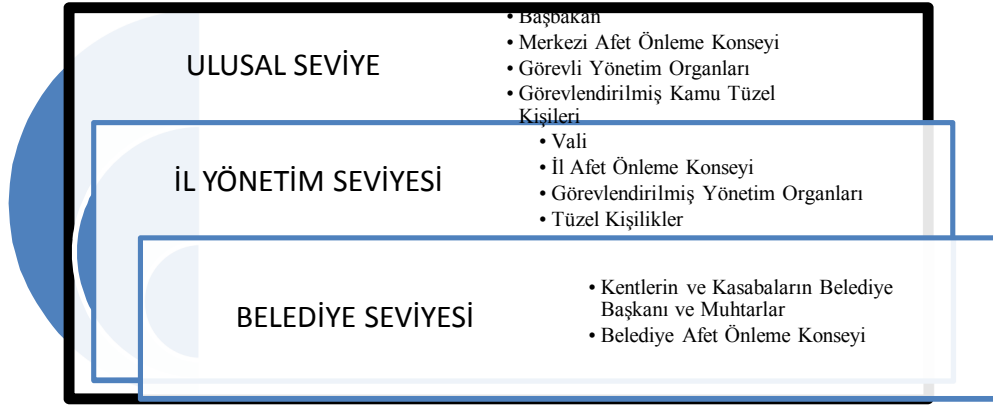 • Başbakan
ULUSAL SEVİYE
• Merkezi Afet Önleme Konseyi
• Görevli Yönetim Organları
• Görevlendirilmiş Kamu Tüzel
Kişileri
İL YÖNETİM SEVİYESİ
• Vali
• İl Afet Önleme Konseyi
• Görevlendirilmiş Yönetim Organları
• Tüzel Kişilikler
BELEDİYE SEVİYESİ
• Kentlerin ve Kasabaların Belediye
Başkanı ve Muhtarlar
• Belediye Afet Önleme Konseyi